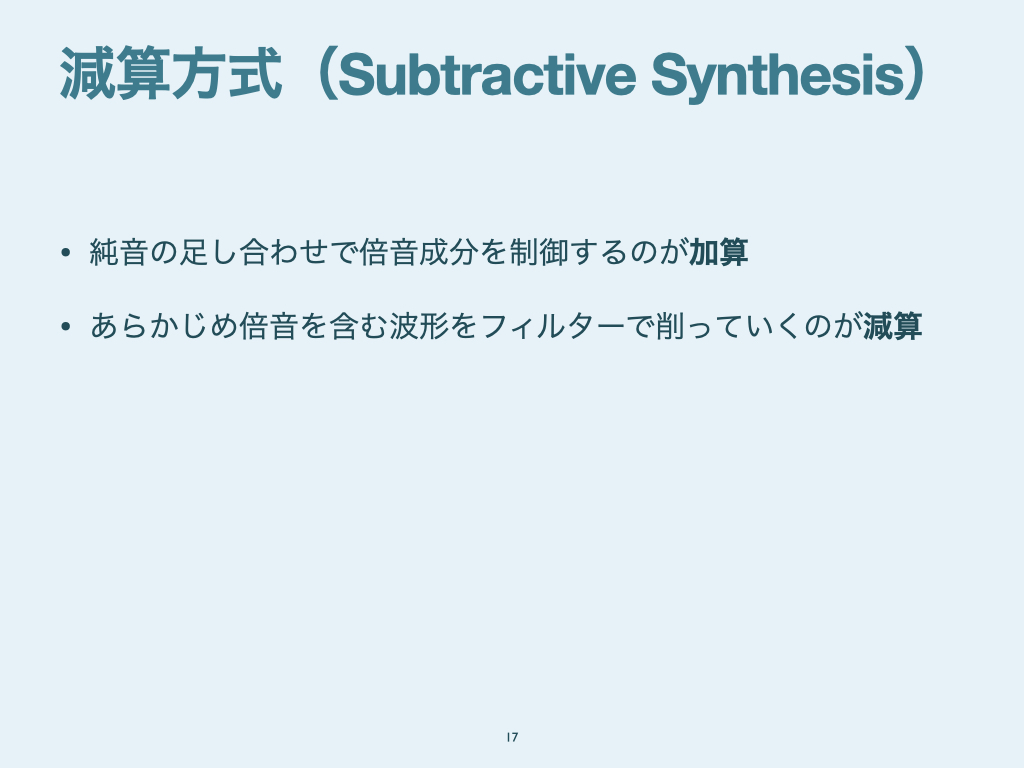 減算方式（Subtractive Synthesis）
• 純音の足し合わせで倍音成分を制御するのが加算
• あらかじめ倍音を含む波形をフィルターで削っていくのが減算
17